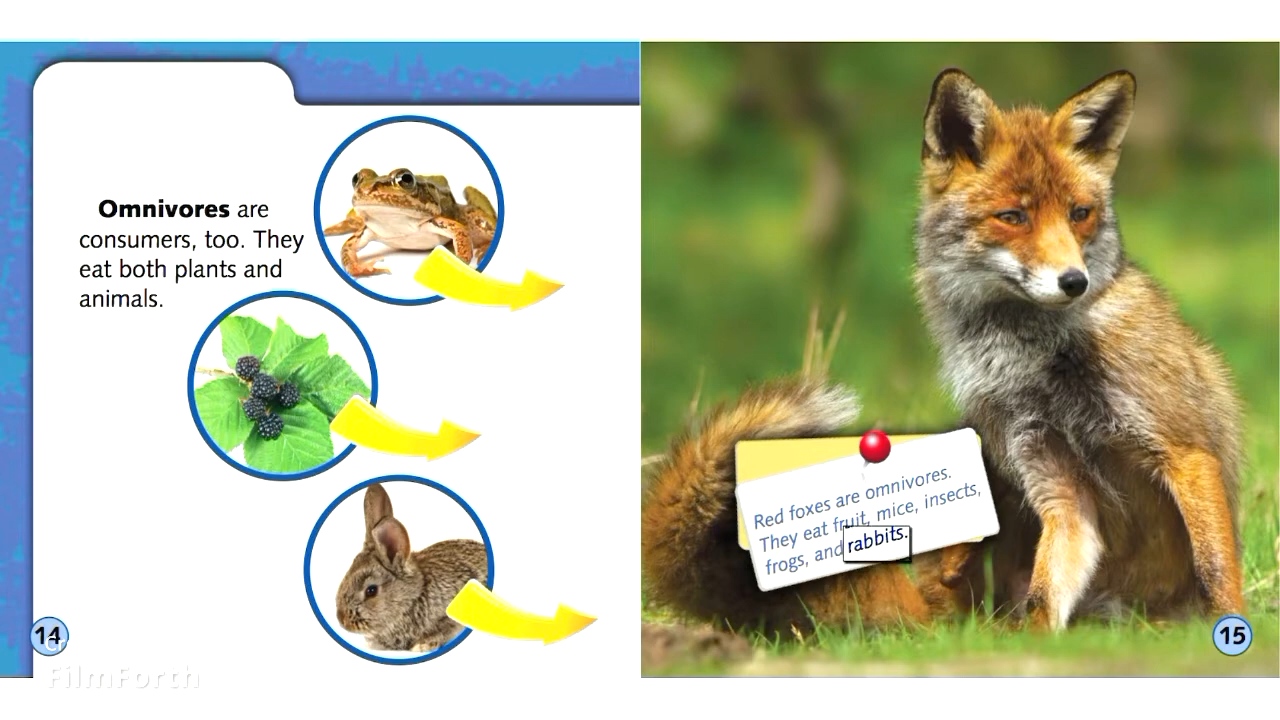 Omnivores are
consumers, too. They
eat both plants and
animals.
14
FilmForth
Red foxes are omnivores.
They eat fruit, mice, insects,
frogs, and rabbits.
15